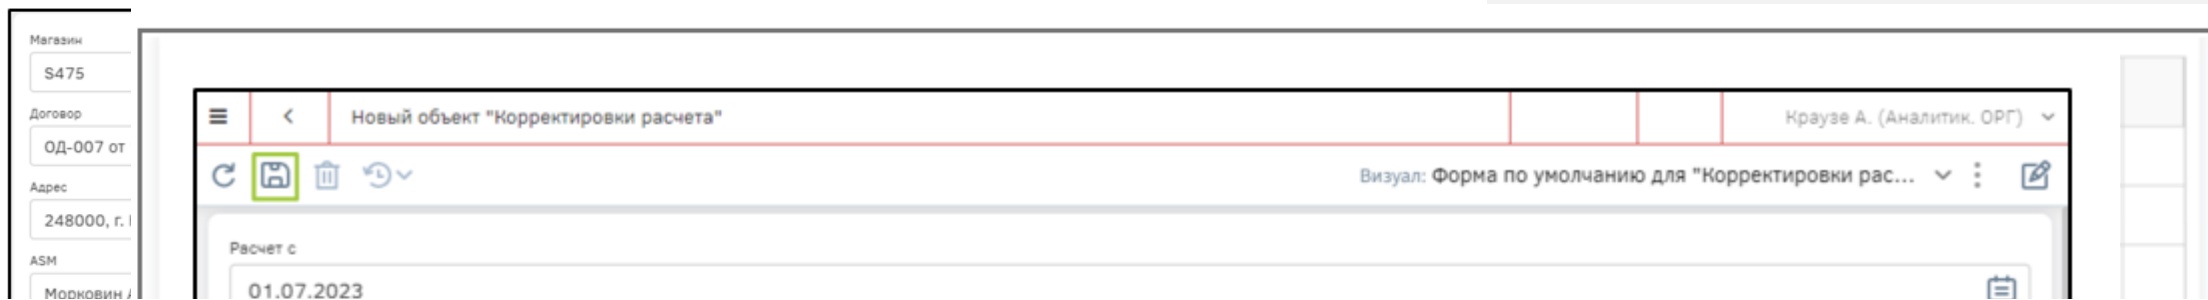 Магазин
S475
Договор
ОД-007 от
Адрес
248000, г.
ASM
Морковин
Новый объект "Корректировки расчета"
Краузе А. (Аналитик. ОРГ)
Визуал: Форма по умолчанию для "Корректировки рас...
Расчет с
01.07.2023